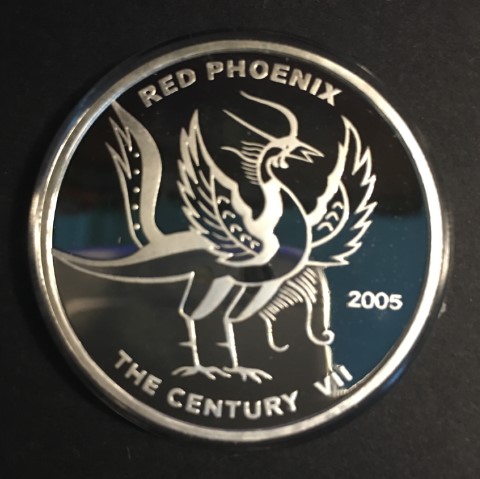 RED PHOENIX
2005
THE CENTURY VII